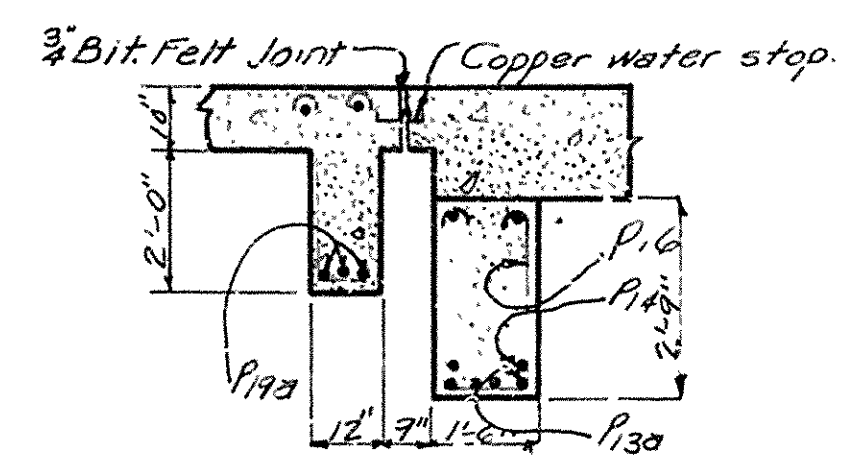 3/4" Bit. Felt Joint
Copper water stop.
10"
2'-0"
P16
P14
2'-9"
P19a
12" 7" 1'-6"
P13a